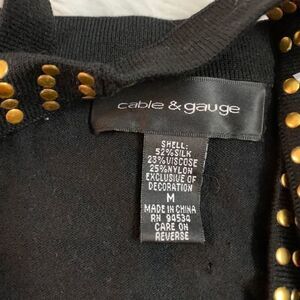 cable & gauge
SHELL:
52%SILK
23%VISCOSE
25%NYLON
EXCLUSIVE OF
DECORATION
M
MADE IN CHINA
RN 94534
CARE ON
REVERSE